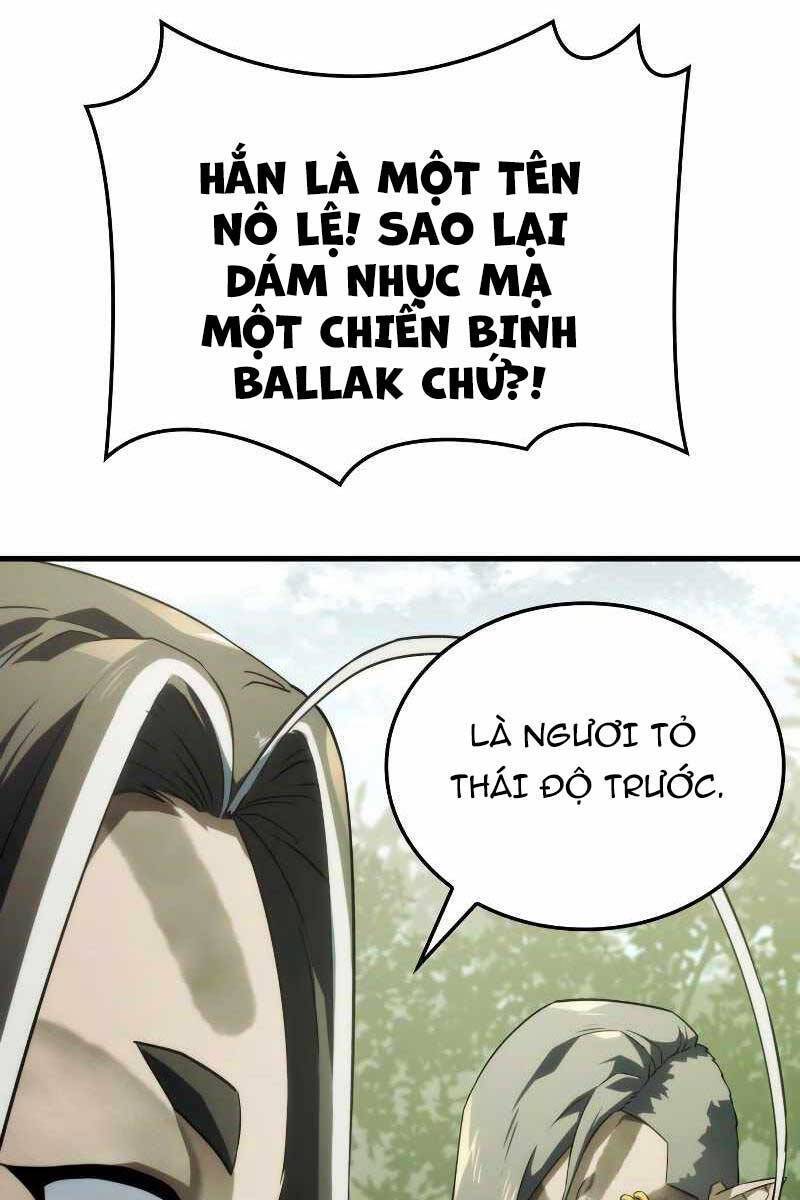 HẮN LÀ MỘT TÊN
NÔ LỆ! SAO LẠI
DÁM NHỤC MẠ
MỘT CHIẾN BINH
BALLAK CHỨ?!
LÀ NGƯƠI TỎ
THÁI ĐỘ TRƯỚC.